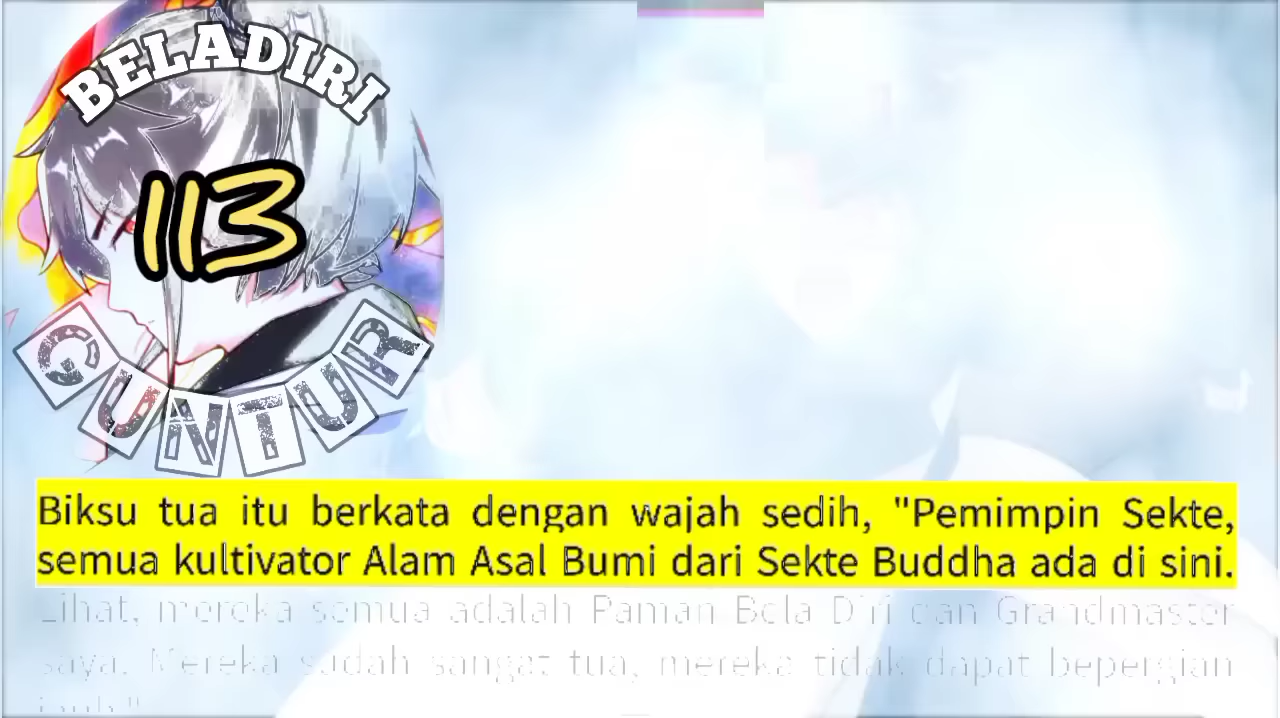 BELADIRI
113
GUNTUR
Biksu tua itu berkata dengan wajah sedih, "Pemimpin Sekte,
semua kultivator Alam Asal Bumi dari Sekte Buddha ada di sini.
Lihat, mereka semua adalah Paman Bela Diri dan Grandmaster
saya. Mereka sudah sangat tua, mereka tidak dapat bepergian